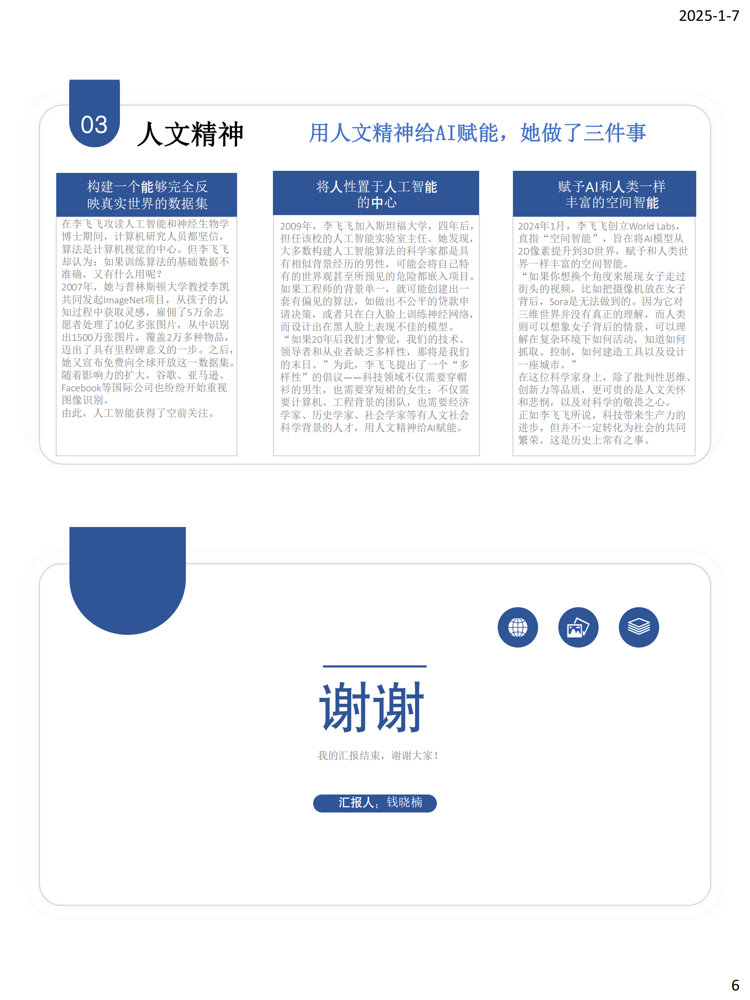 2025-1-7
03
人文精神
用人文精神给AI赋能，她做了三件事
构建一个能够完全反
映真实世界的数据集
在李飞飞攻读人工智能和神经生物学
博士期间，计算机研究人员都坚信，
算法是计算机视觉的中心。但李飞飞
却认为：如果训练算法的基础数据不
准确，又有什么用呢？
2007年，她与普林斯顿大学教授李凯
共同发起ImageNet项目，从孩子的认
知过程中获取灵感，雇佣了5万余志
愿者处理了10亿多张图片，从中识别
出1500万张图片，覆盖2万多种物品，
迈出了具有里程碑意义的一步。之后，
她又宣布免费向全球开放这一数据集。
随着影响力的扩大，谷歌、亚马逊、
Facebook等国际公司也纷纷开始重视
图像识别。
由此，人工智能获得了空前关注。
将人性置于人工智能
的中心
2009年，李飞飞加入斯坦福大学，四年后，
担任该校的人工智能实验室主任。她发现，
大多数构建人工智能算法的科学家都是具
有相似背景经历的男性，可能会将自己特
有的世界观甚至所预见的危险都嵌入项目。
如果工程师的背景单一，就可能创建出一
套有偏见的算法，如做出不公平的贷款申
请决策，或者只在白人脸上训练神经网络，
而设计出在黑人脸上表现不佳的模型。
“如果20年后我们才警觉，我们的技术、
领导者和从业者缺乏多样性，那将是我们
的末日。”为此，李飞飞提出了一个“多
样性”的倡议——科技领域不仅需要穿帽
衫的男生，也需要穿短裙的女生；不仅需
要计算机、工程背景的团队，也需要经济
学家、历史学家、社会学家等有人文社会
科学背景的人才，用人文精神给AI赋能。
赋予AI和人类一样
丰富的空间智能
2024年1月，李飞飞创立World Labs，
直指“空间智能”，旨在将AI模型从
2D像素提升到3D世界，赋予和人类世
界一样丰富的空间智能。
“如果你想换个角度来展现女子走过
街头的视频，比如把摄像机放在女子
背后，Sora是无法做到的。因为它对
三维世界并没有真正的理解，而人类
则可以想象女子背后的情景，可以理
解在复杂环境下如何活动，知道如何
抓取、控制，如何建造工具以及设计
一座城市。”
在这位科学家身上，除了批判性思维、
创新力等品质，更可贵的是人文关怀
和悲悯，以及对科学的敬畏之心。
正如李飞飞所说，科技带来生产力的
进步，但并不一定转化为社会的共同
繁荣，这是历史上常有之事。
谢谢
我的汇报结束，谢谢大家！
汇报人：钱晓楠
6